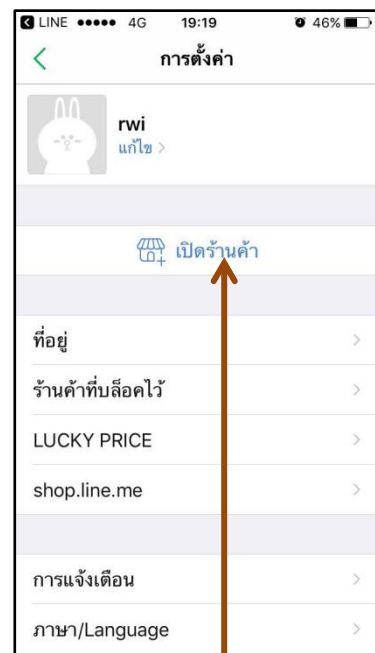 LINE 4G 19:19 46%
การตั้งค่า
rwi
แก้ไข
เปิดร้านค้า
ที่อยู่
ร้านค้าที่บล็อคไว้
LUCKY PRICE
shop.line.me
การแจ้งเตือน
ภาษา/Language